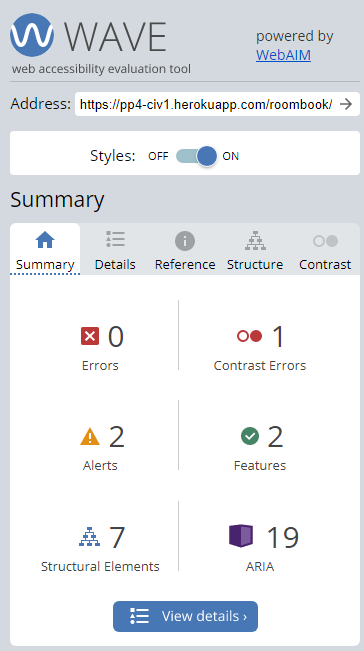 WAVE
web accessibility evaluation tool
powered by
WebAIM
Address: https://pp4-civ1.herokuapp.com/roombook/
Styles: OFF ON
Summary
Summary Details Reference Structure Contrast
0 1
Errors Contrast Errors
2 2
Alerts Features
7 19
Structural Elements ARIA
View details ›